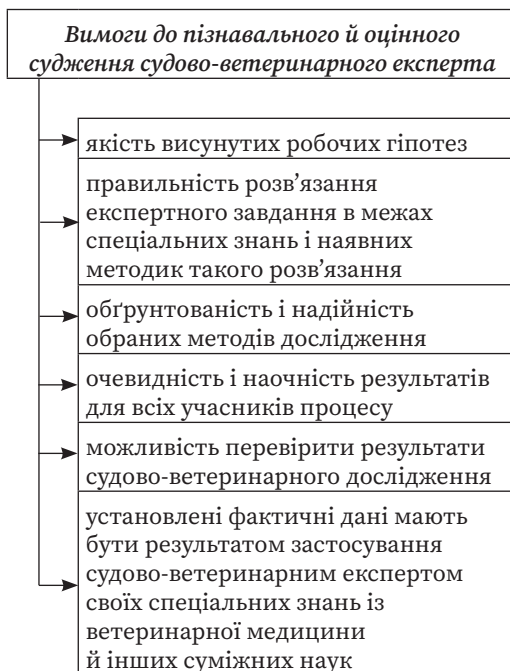 Вимоги до пізнавального й оцінного
судження судово-ветеринарного експерта
якість висунутих робочих гіпотез
правильність розв’язання
експертного завдання в межах
спеціальних знань і наявних
методик такого розв’язання
обґрунтованість і надійність
обраних методів дослідження
очевидність і наочність результатів
для всіх учасників процесу
можливість перевірити результати
судово-ветеринарного дослідження
установлені фактичні дані мають
бути результатом застосування
судово-ветеринарним експертом
своїх спеціальних знань із
ветеринарної медицини
й інших суміжних наук